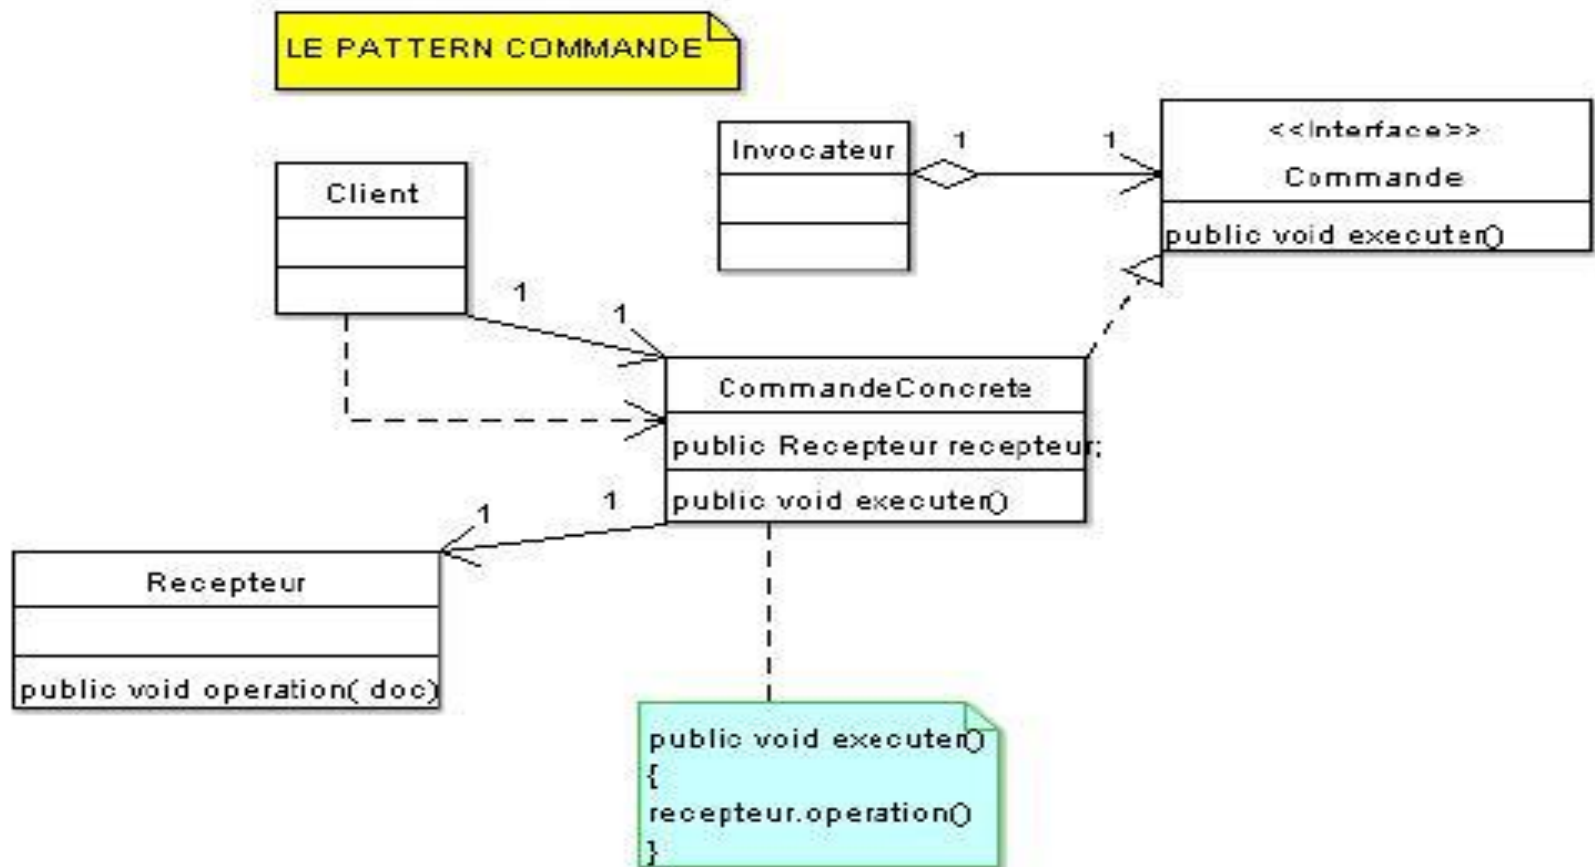 LE PATTERN COMMANDE
Invocateur
1
1
<<Interface>>
Commande
public void executer()
Client
1
1
CommandeConcrete
public Recepteur recepteur;
public void executer()
1
1
Recepteur
public void operation( doc)
public void executer()
{
recepteur.operation()
}